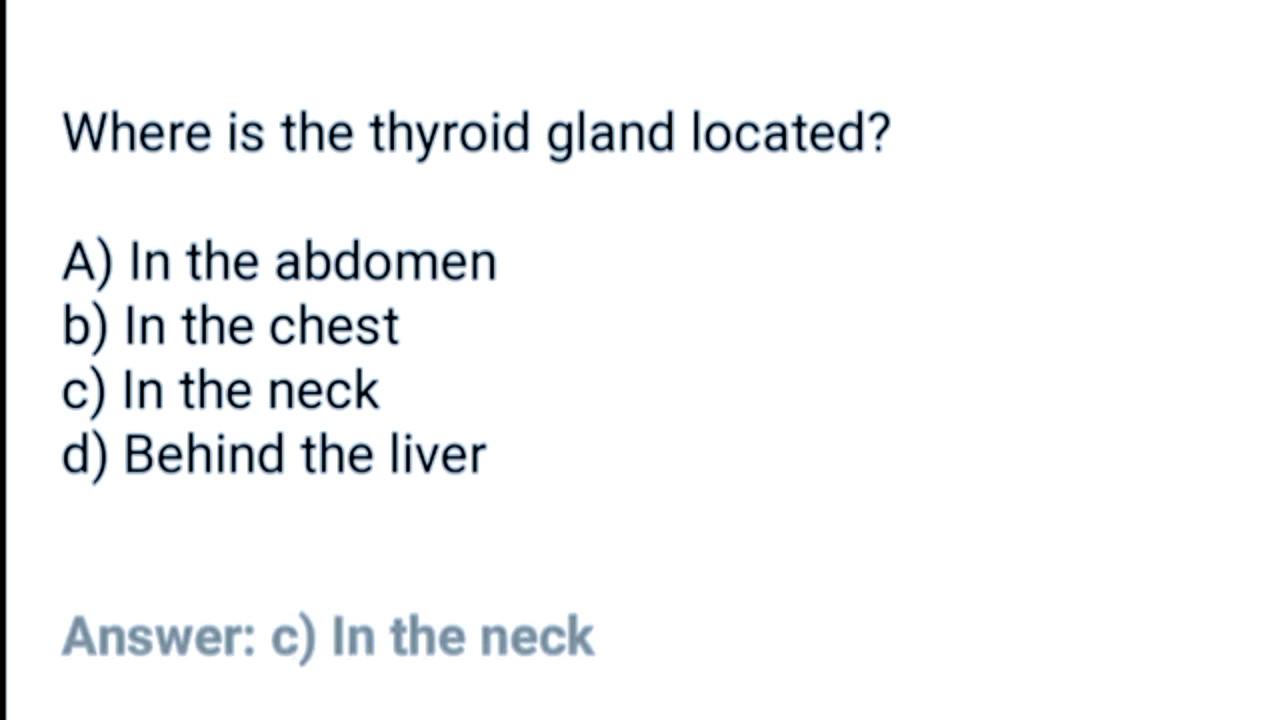 Where is the thyroid gland located?
A) In the abdomen
b) In the chest
c) In the neck
d) Behind the liver
Answer: c) In the neck